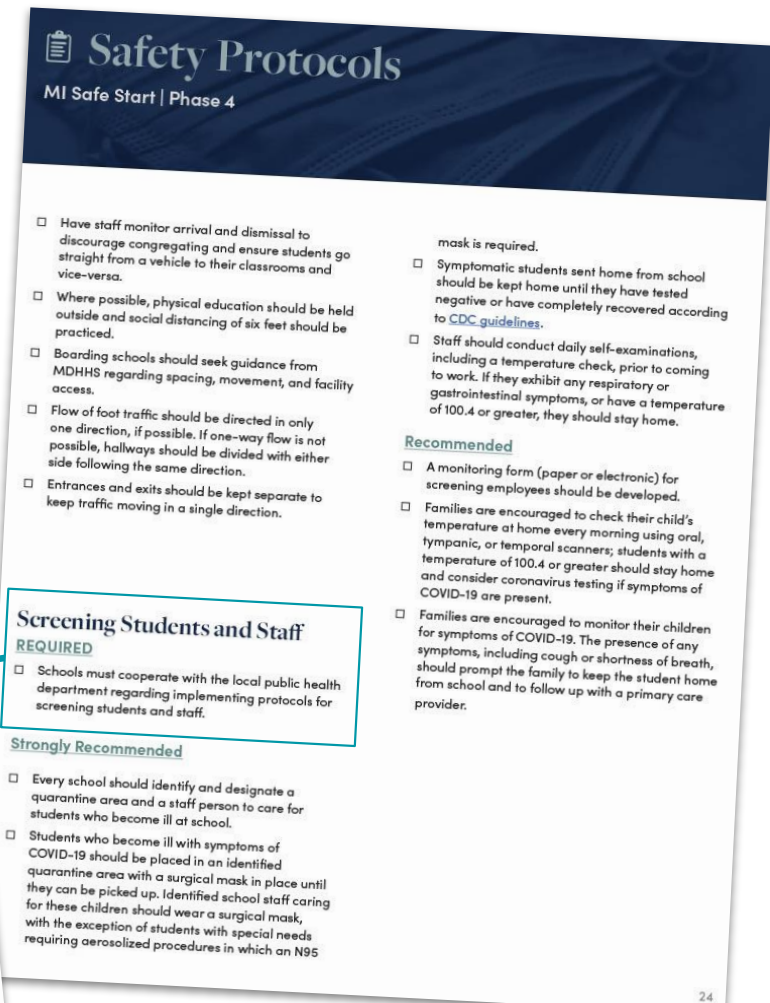 Safety Protocols
MI Safe Start | Phase 4
Have staff monitor arrival and dismissal to
discourage congregating and ensure students go
straight from a vehicle to their classrooms and
vice-versa.
Where possible, physical education should be held
outside and social distancing of six feet should be
practiced.
Boarding schools should seek guidance from
MDHHS regarding spacing, movement, and facility
access.
Flow of foot traffic should be directed in only
one direction, if possible. If one-way flow is not
possible, hallways should be divided with either
side following the same direction.
Entrances and exits should be kept separate to
keep traffic moving in a single direction.
Screening Students and Staff
REQUIRED
Schools must cooperate with the local public health
department regarding implementing protocols for
screening students and staff.
Strongly Recommended
Every school should identify and designate a
quarantine area and a staff person to care for
students who become ill at school.
Students who become ill with symptoms of
COVID-19 should be placed in an identified
quarantine area with a surgical mask in place until
they can be picked up. Identified school staff caring
for these children should wear a surgical mask,
with the exception of students with special needs
requiring aerosolized procedures in which an N95
mask is required.
Symptomatic students sent home from school
should be kept home until they have tested
negative or have completely recovered according
to CDC guidelines.
Staff should conduct daily self-examinations,
including a temperature check, prior to coming
to work. If they exhibit any respiratory or
gastrointestinal symptoms, or have a temperature
of 100.4 or greater, they should stay home.
Recommended
A monitoring form (paper or electronic) for
screening employees should be developed.
Families are encouraged to check their child's
temperature at home every morning using oral,
tympanic, or temporal scanners; students with a
temperature of 100.4 or greater should stay home
and consider coronavirus testing if symptoms of
COVID-19 are present.
Families are encouraged to monitor their children
for symptoms of COVID-19. The presence of any
symptoms, including cough or shortness of breath,
should prompt the family to keep the student home
from school and to follow up with a primary care
provider.
24